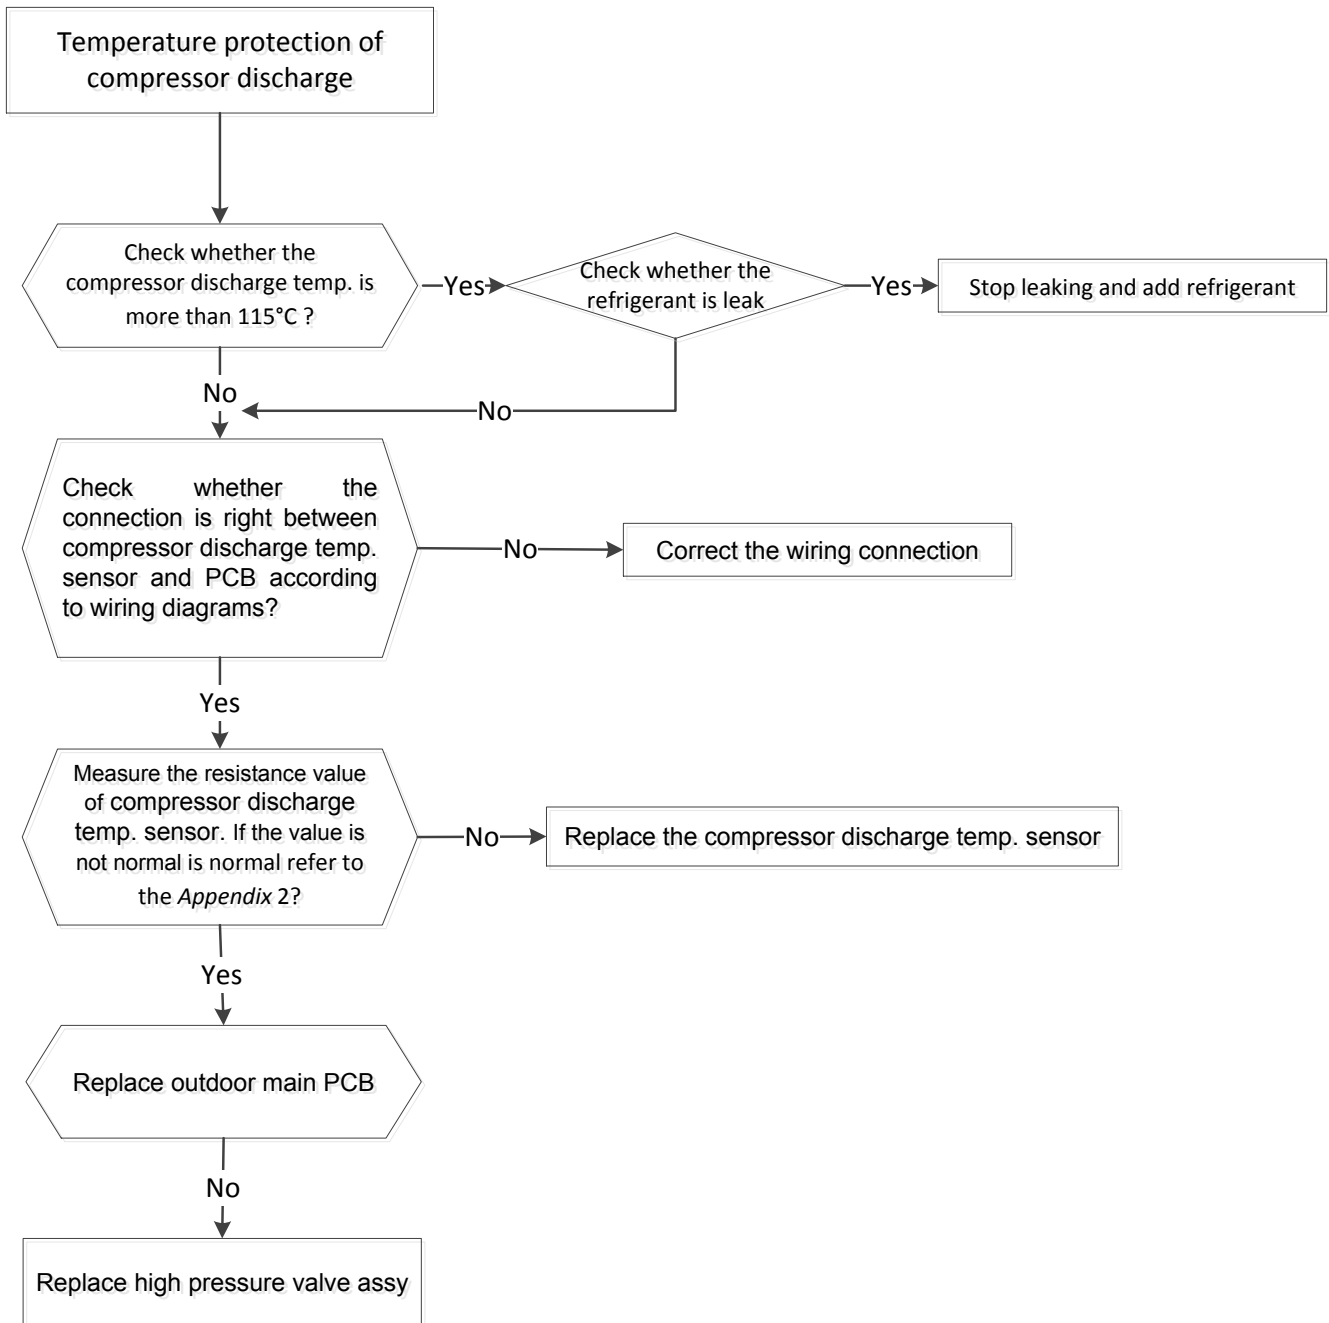 Temperature protection of
compressor discharge
Check whether the
compressor discharge temp. is
more than 115°C ?
Yes
Check whether the
refrigerant is leak
Yes
Stop leaking and add refrigerant
No
No
Check whether the
connection is right between
compressor discharge temp.
sensor and PCB according
to wiring diagrams?
No
Correct the wiring connection
Yes
Measure the resistance value
of compressor discharge
temp. sensor. If the value is
not normal is normal refer to
the Appendix 2?
No
Replace the compressor discharge temp. sensor
Yes
Replace outdoor main PCB
No
Replace high pressure valve assy